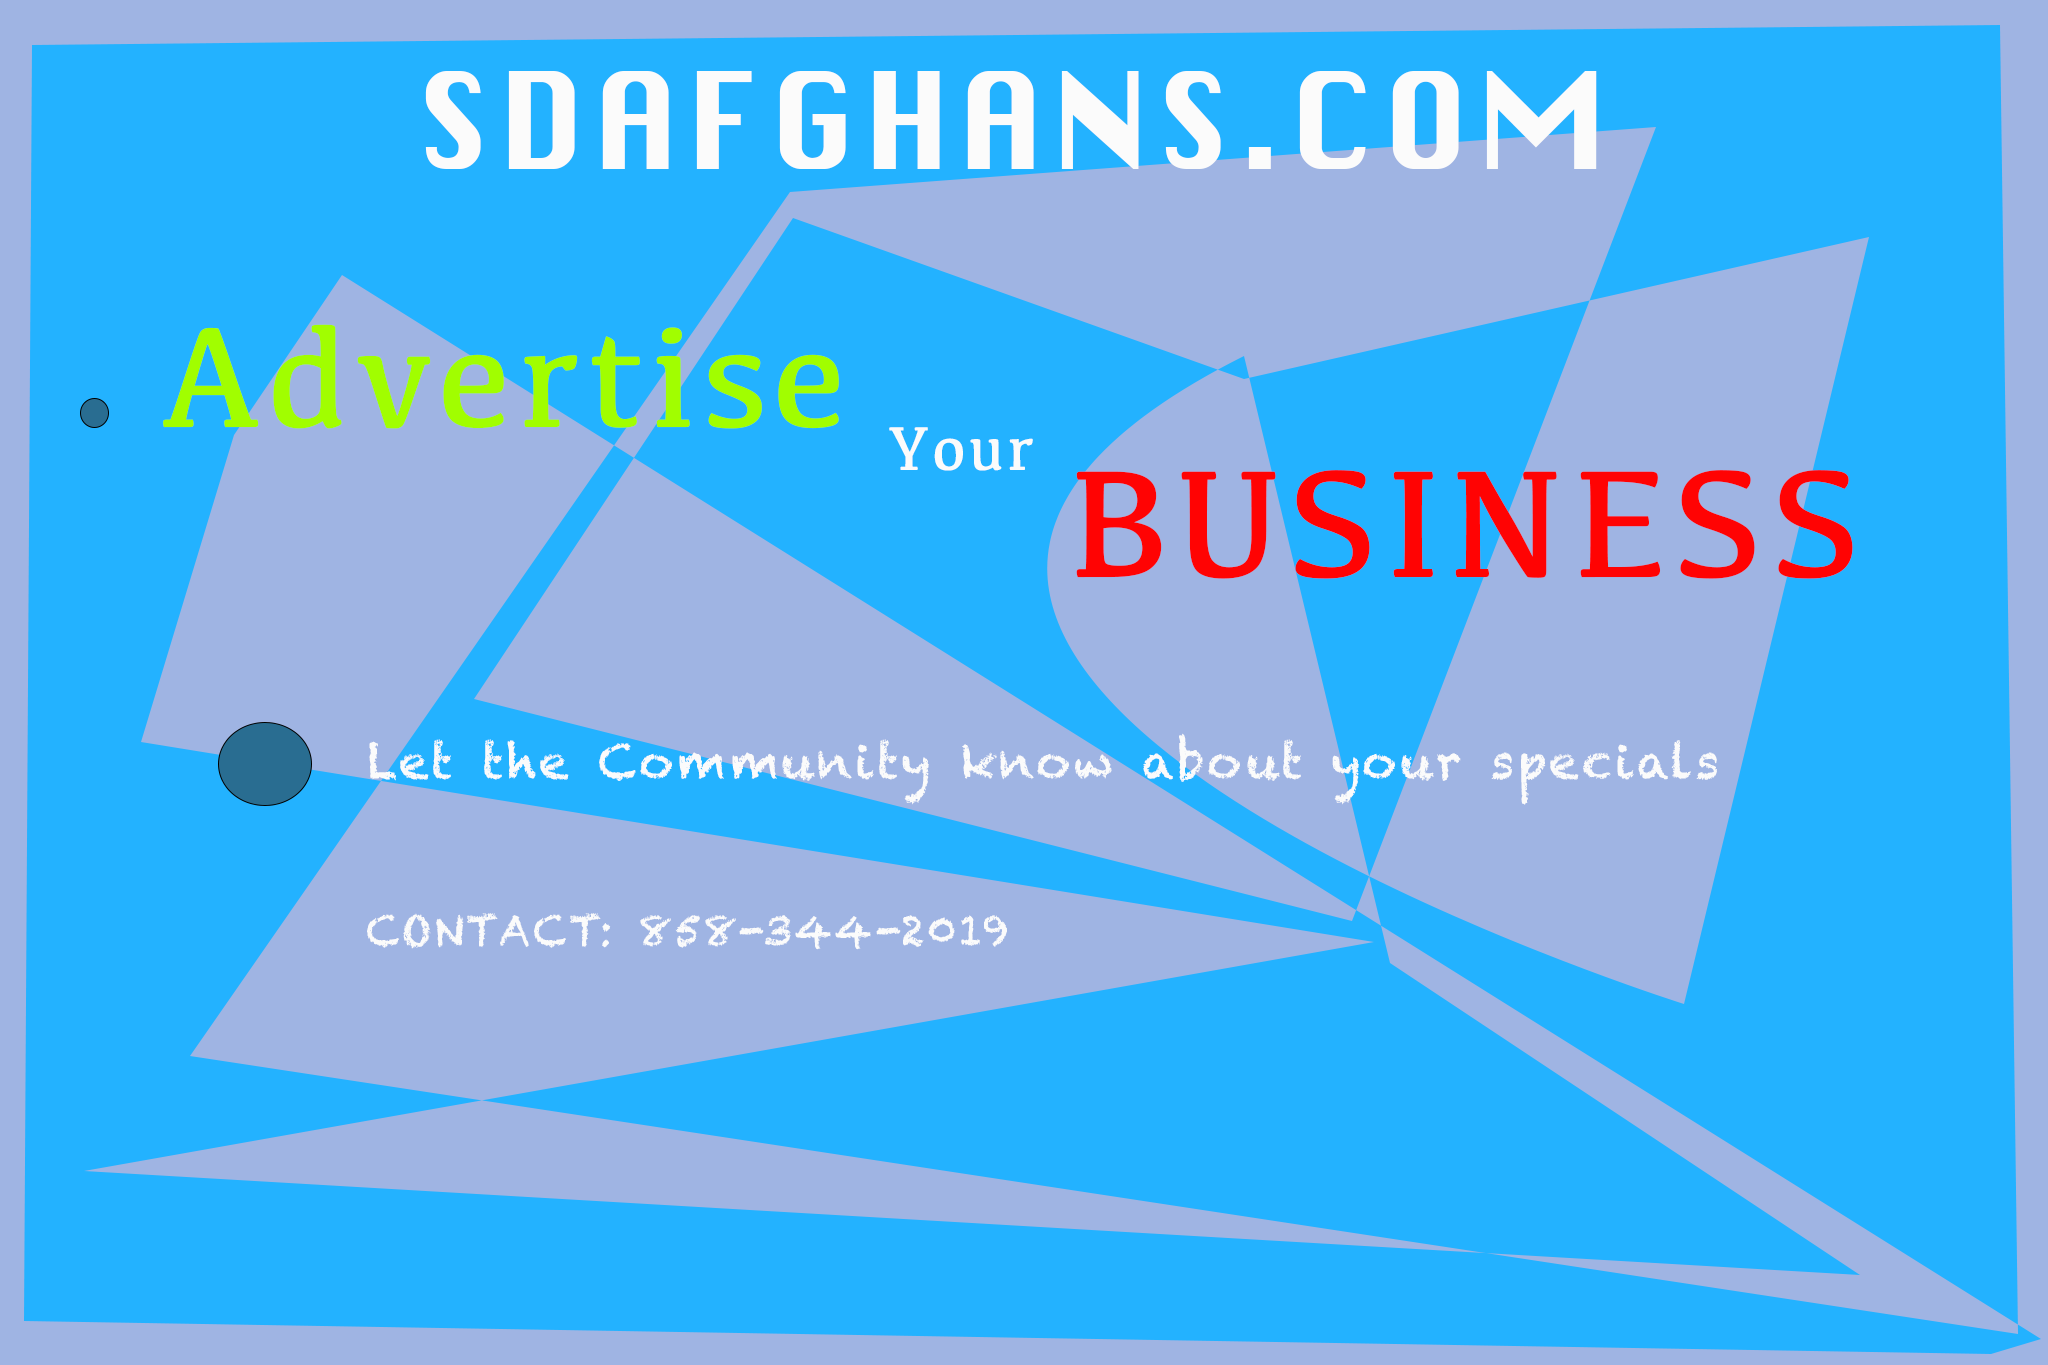 SDAFGHANS.COM
Advertise
Your
BUSINESS
Let the Community know about your specials
CONTACT: 858-344-2019